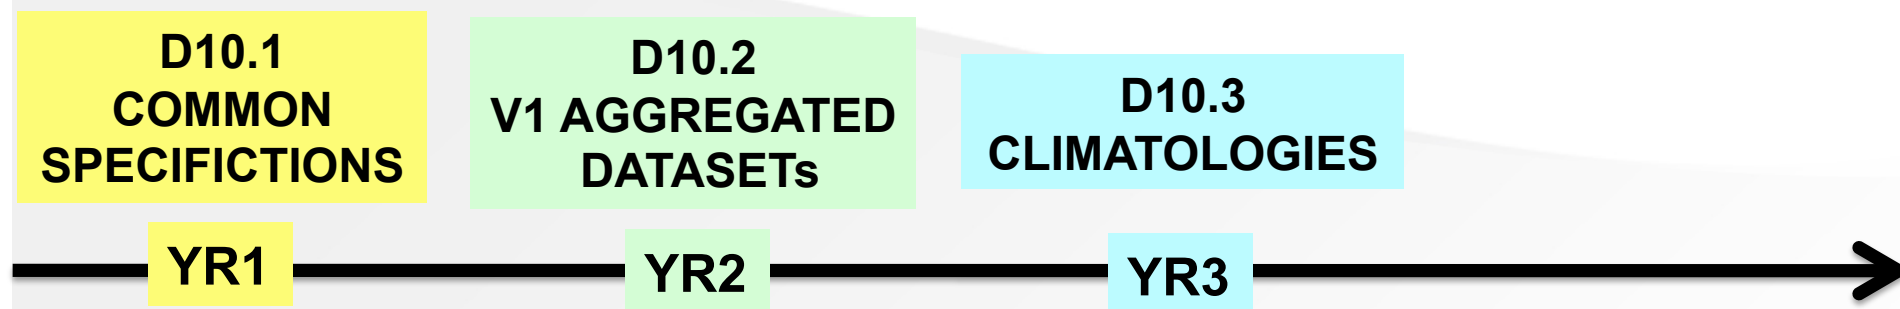 D10.1
COMMON
SPECIFICTIONS
D10.2
V1 AGGREGATED
DATASETs
D10.3
CLIMATOLOGIES
YR1
YR2
YR3